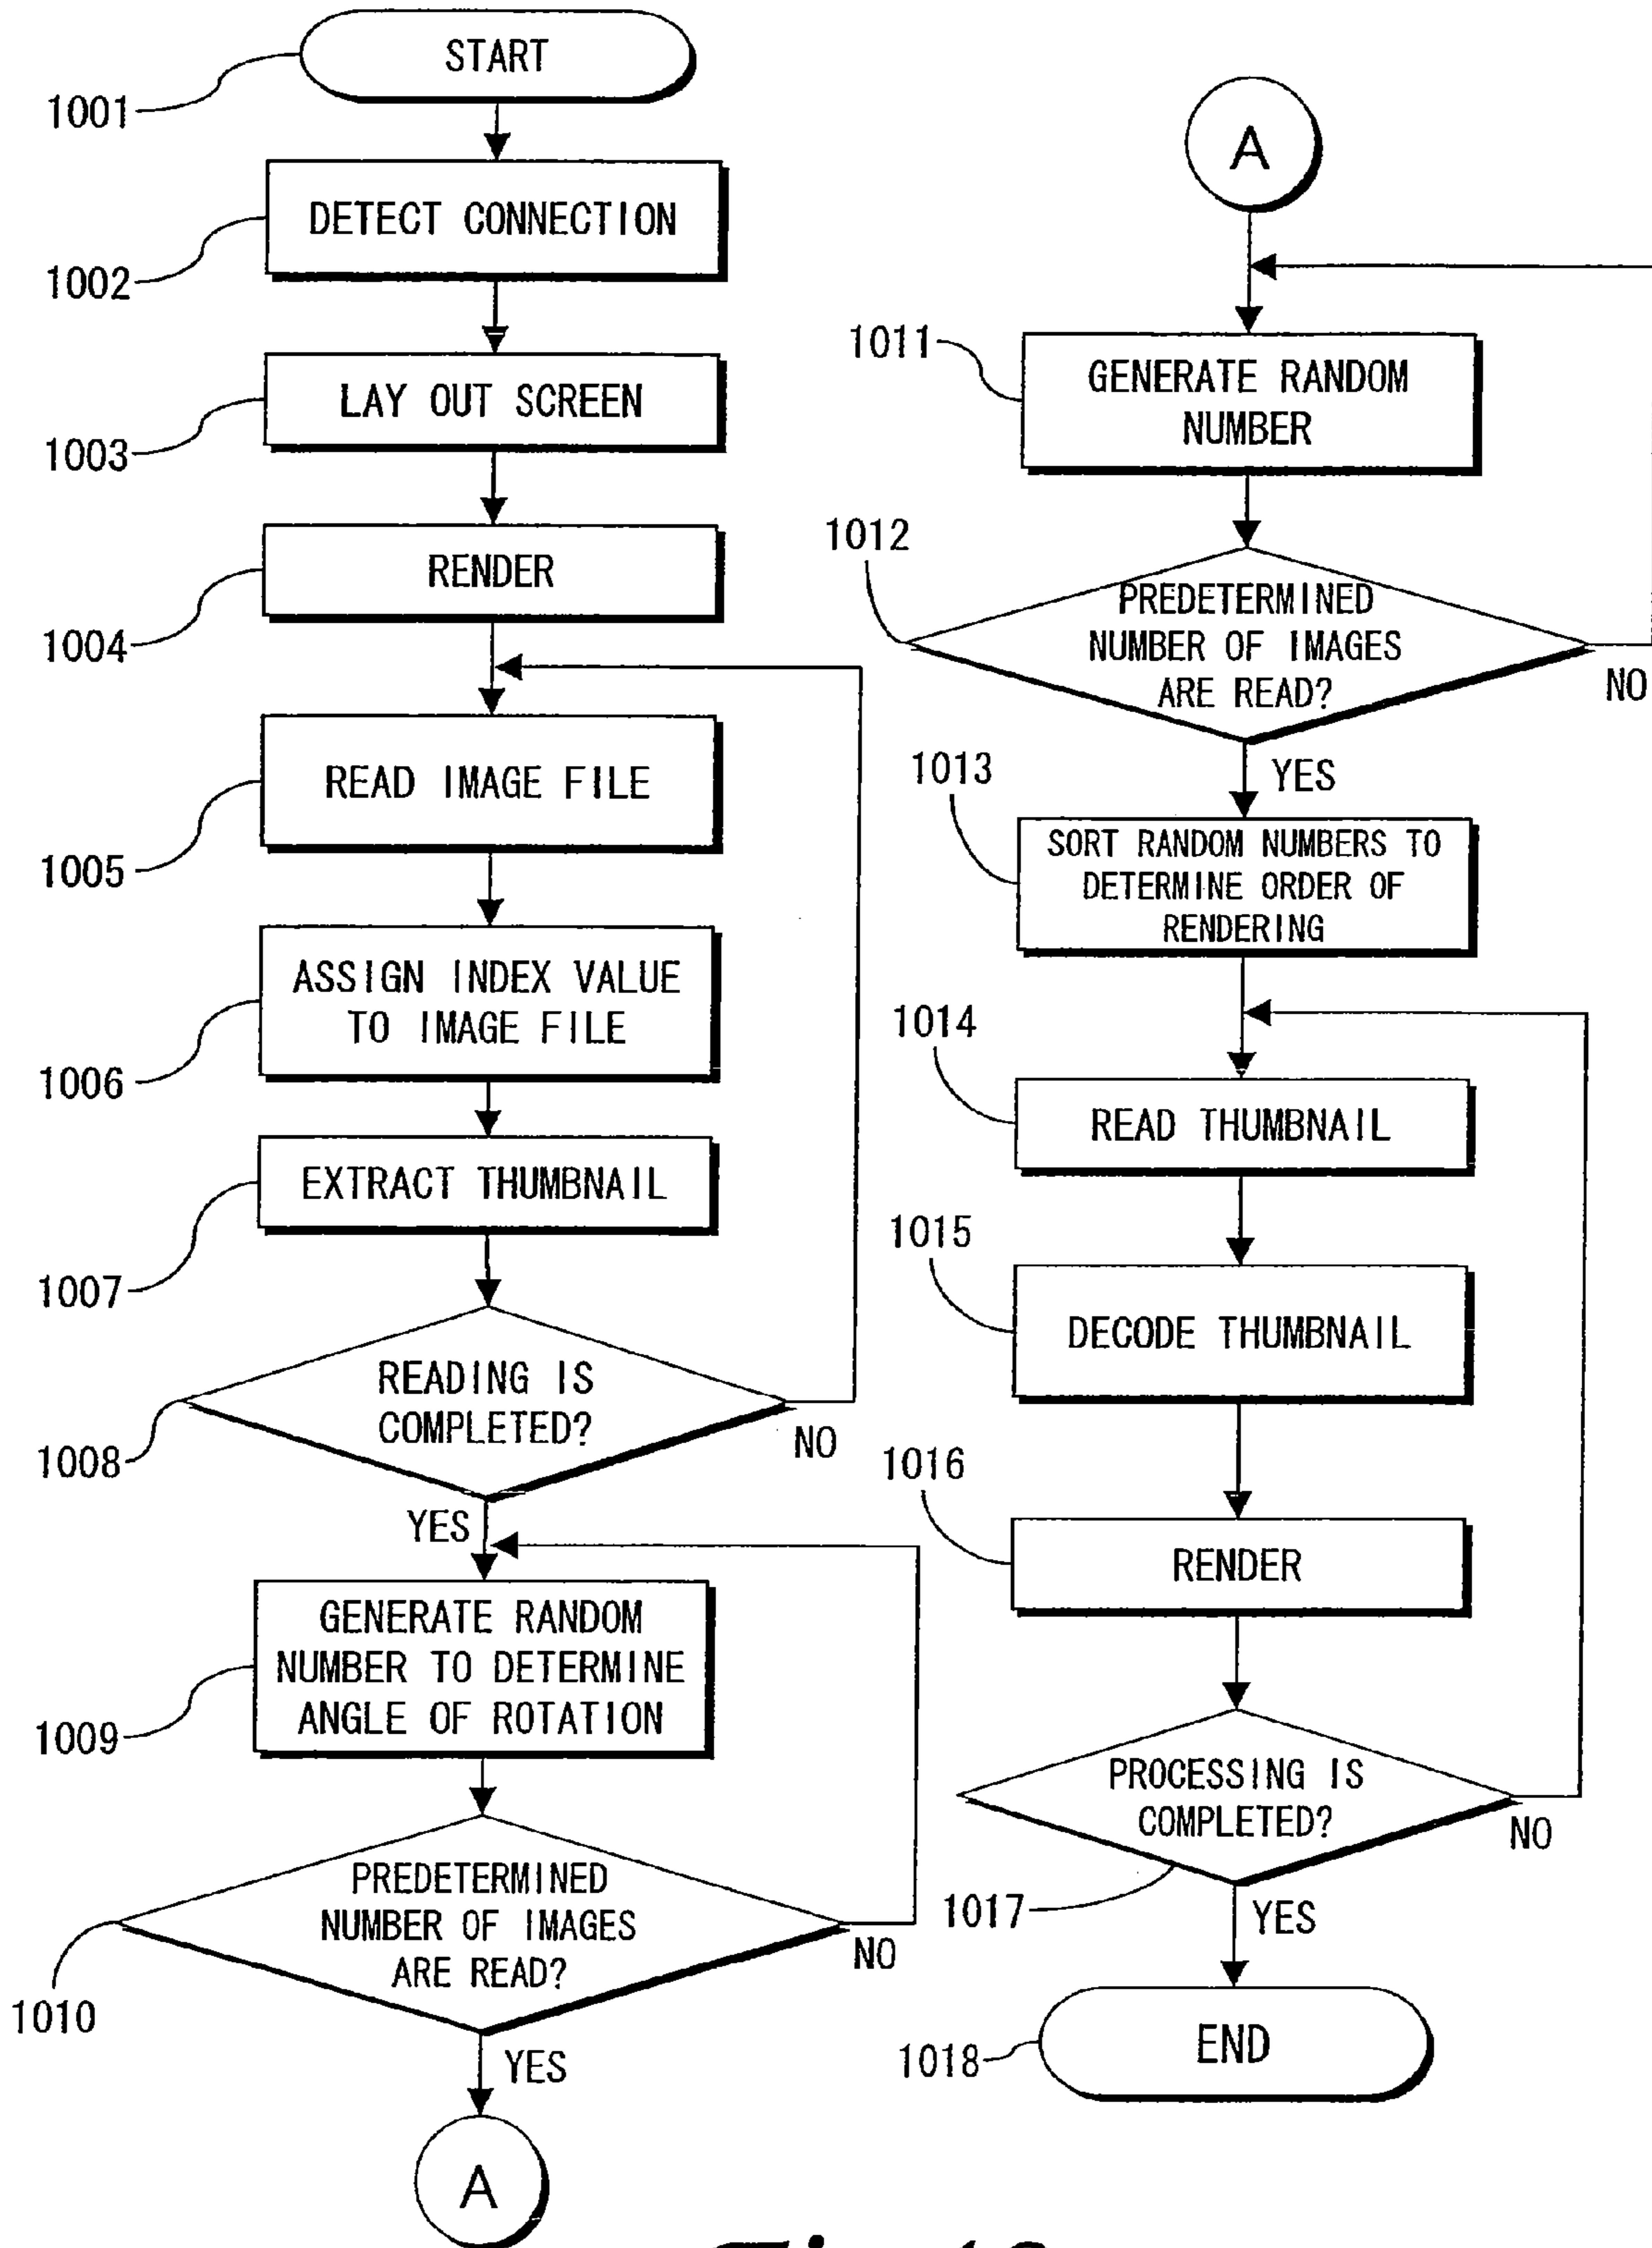 START
1001
DETECT CONNECTION
1002
LAY OUT SCREEN
1003
RENDER
1004
READ IMAGE FILE
1005
ASSIGN INDEX VALUE
TO IMAGE FILE
1006
EXTRACT THUMBNAIL
1007
READING IS
COMPLETED?
1008
NO
YES
GENERATE RANDOM
NUMBER TO DETERMINE
ANGLE OF ROTATION
1009
PREDETERMINED
NUMBER OF IMAGES
ARE READ?
1010
NO
YES
A
A
1011
GENERATE RANDOM
NUMBER
1012
PREDETERMINED
NUMBER OF IMAGES
ARE READ?
NO
YES
1013
SORT RANDOM NUMBERS TO
DETERMINE ORDER OF
RENDERING
1014
READ THUMBNAIL
1015
DECODE THUMBNAIL
1016
RENDER
PROCESSING IS
COMPLETED?
NO
1017
YES
1018
END